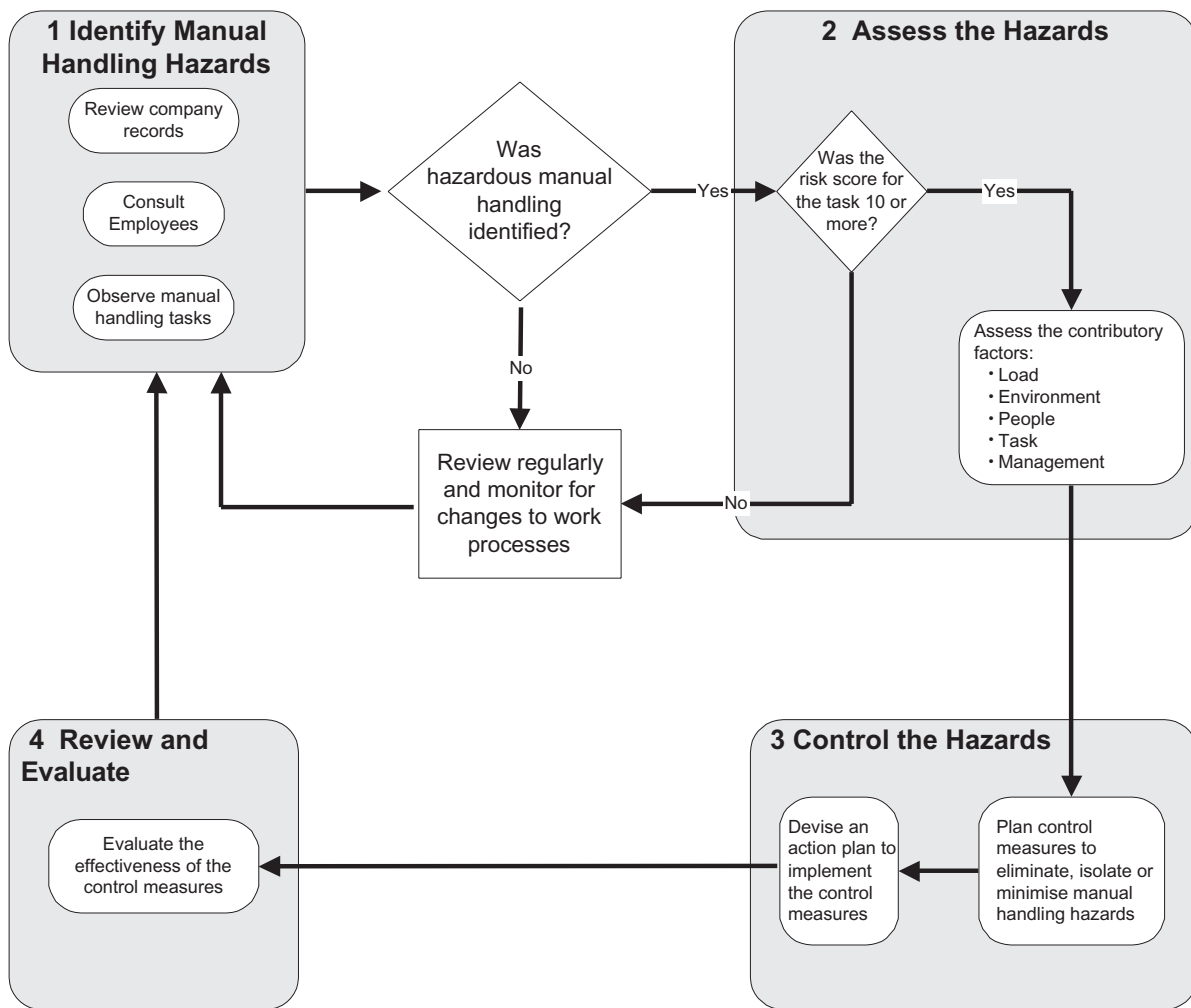 1 Identify Manual
Handling Hazards
Review company
records
Consult
Employees
Observe manual
handling tasks
Was
hazardous manual
handling
identified?
Yes
No
Review regularly
and monitor for
changes to work
processes
2 Assess the Hazards
Was the
risk score for
the task 10 or
more?
Yes
No
Assess the contributory
factors:
• Load
• Environment
• People
• Task
• Management
3 Control the Hazards
Plan control
measures to
eliminate, isolate or
minimise manual
handling hazards
Devise an
action plan to
implement
the control
measures
4 Review and
Evaluate
Evaluate the
effectiveness of the
control measures